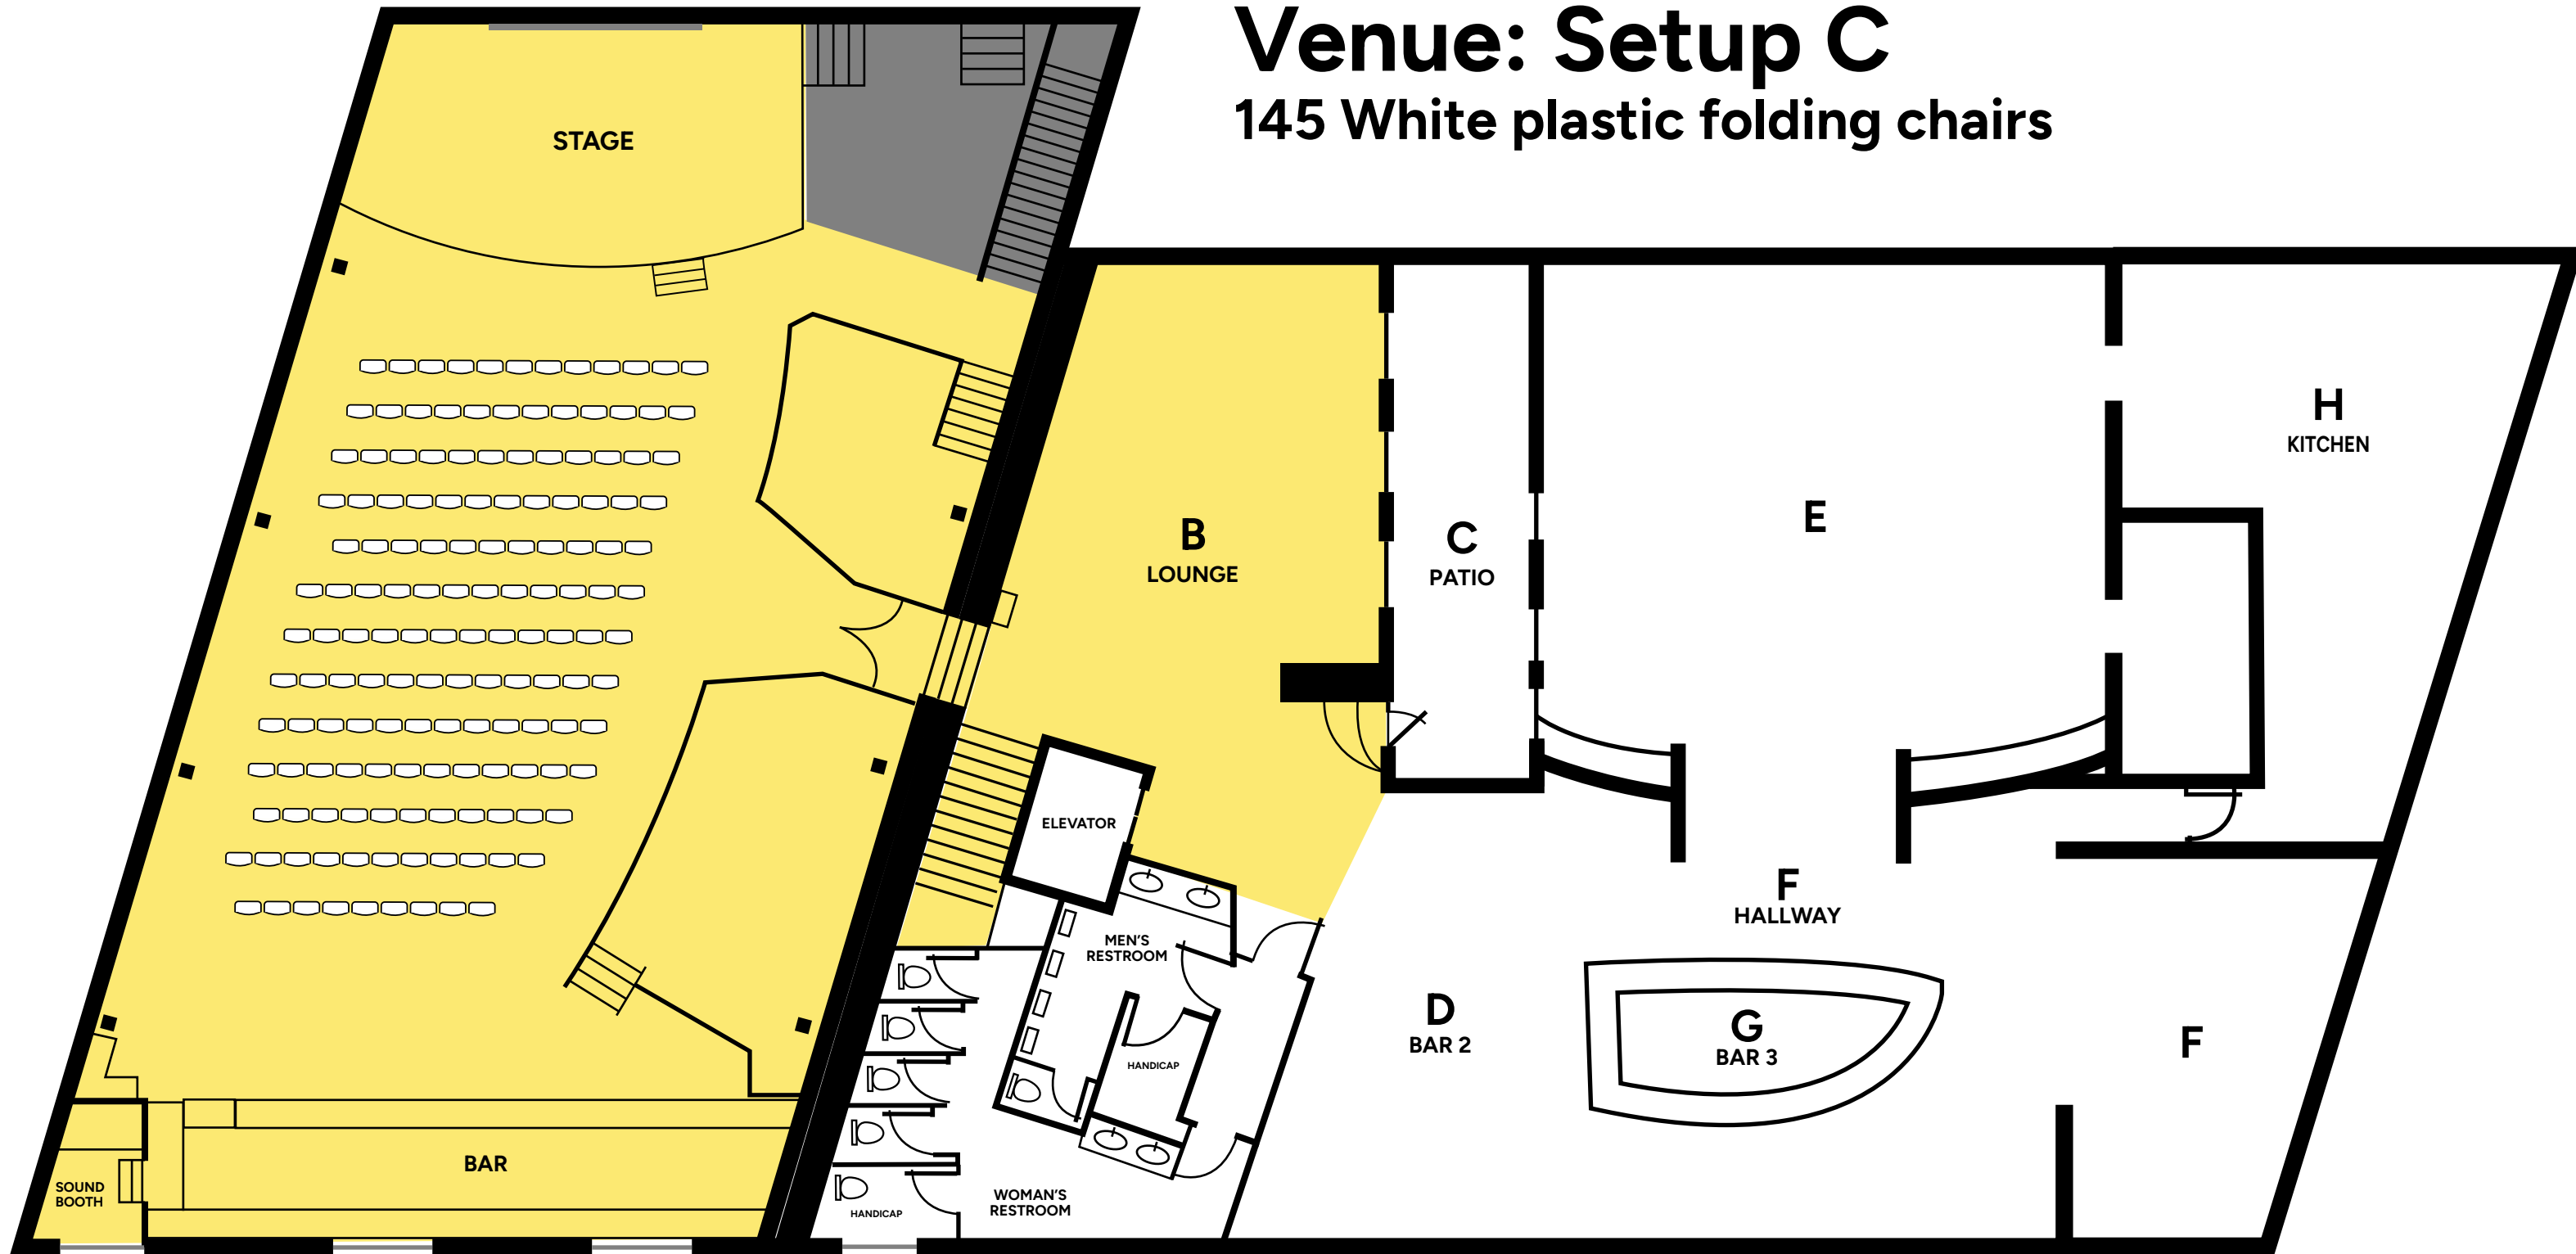 Venue: Setup C
145 White plastic folding chairs
STAGE
H
KITCHEN
E
B
LOUNGE
C
PATIO
ELEVATOR
F
HALLWAY
MEN'S
RESTROOM
D
BAR 2
G
BAR 3
F
HANDICAP
BAR
SOUND
BOOTH
WOMAN'S
RESTROOM
HANDICAP